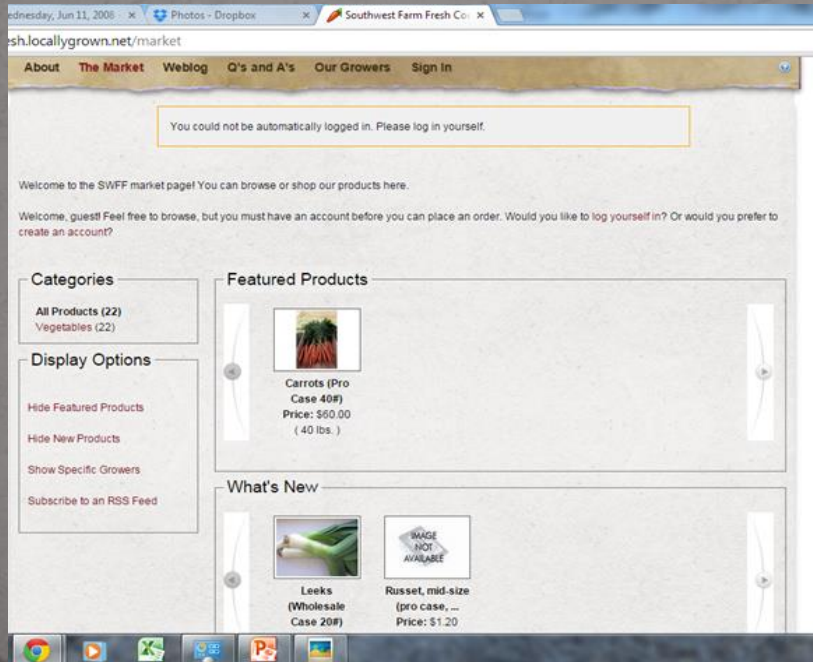 ednesday, Jun 11, 2008
Photos - Dropbox
Southwest Farm Fresh Co
sh.locallygrown.net/market
About The Market Weblog Q's and A's Our Growers Sign In
You could not be automatically logged in. Please log in yourself.
Welcome to the SWFF market page! You can browse or shop our products here.
Welcome, guest! Feel free to browse, but you must have an account before you can place an order. Would you like to log yourself in? Or would you prefer to
create an account?
Categories
All Products (22)
Vegetables (22)
Display Options
Hide Featured Products
Hide New Products
Show Specific Growers
Subscribe to an RSS Feed
Featured Products
Carrots (Pro
Case 40#)
Price: $60.00
( 40 lbs. )
What's New
Leeks
(Wholesale
Case 20#)
IMAGE
NOT
AVAILABLE
Russet, mid-size
(pro case, ...
Price: $1.20